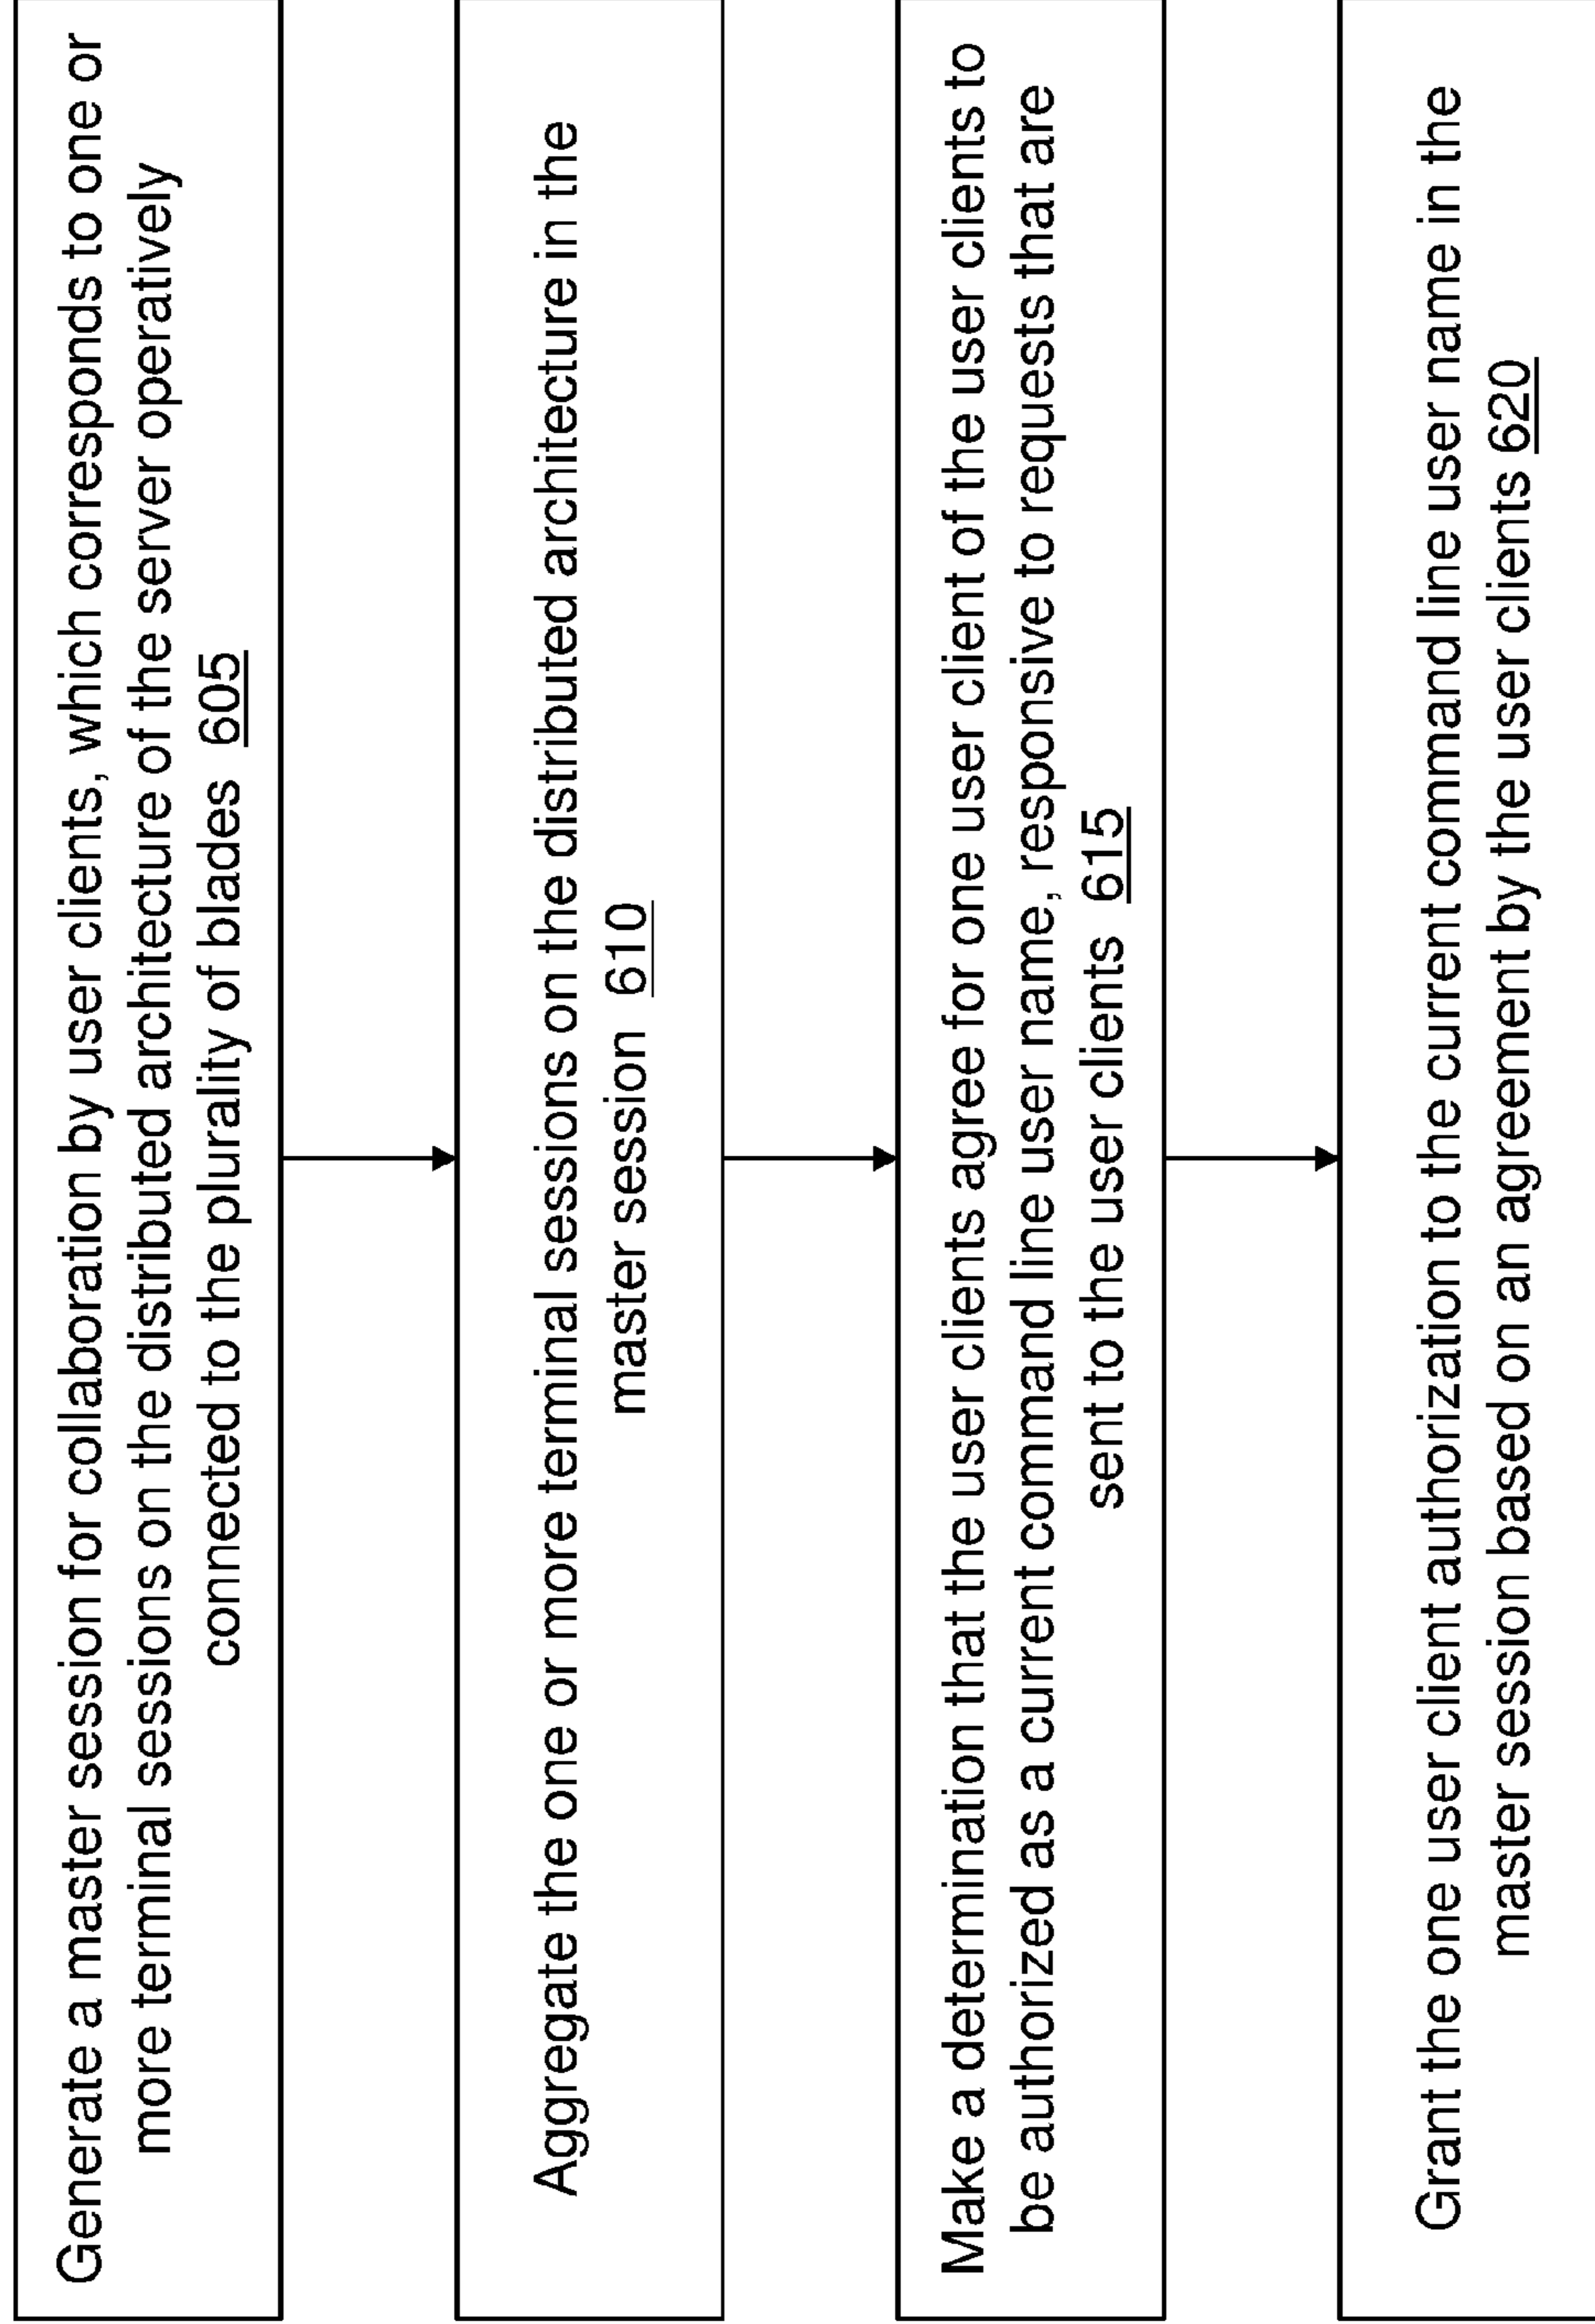 Generate a master session for collaboration by user clients, which corresponds to one or
more terminal sessions on the distributed architecture of the server operatively
connected to the plurality of blades 605
Aggregate the one or more terminal sessions on the distributed architecture in the
master session 610
Make a determination that the user clients agree for one user client of the user clients to
be authorized as a current command line user name, responsive to requests that are
sent to the user clients 615
Grant the one user client authorization to the current command line user name in the
master session based on an agreement by the user clients 620